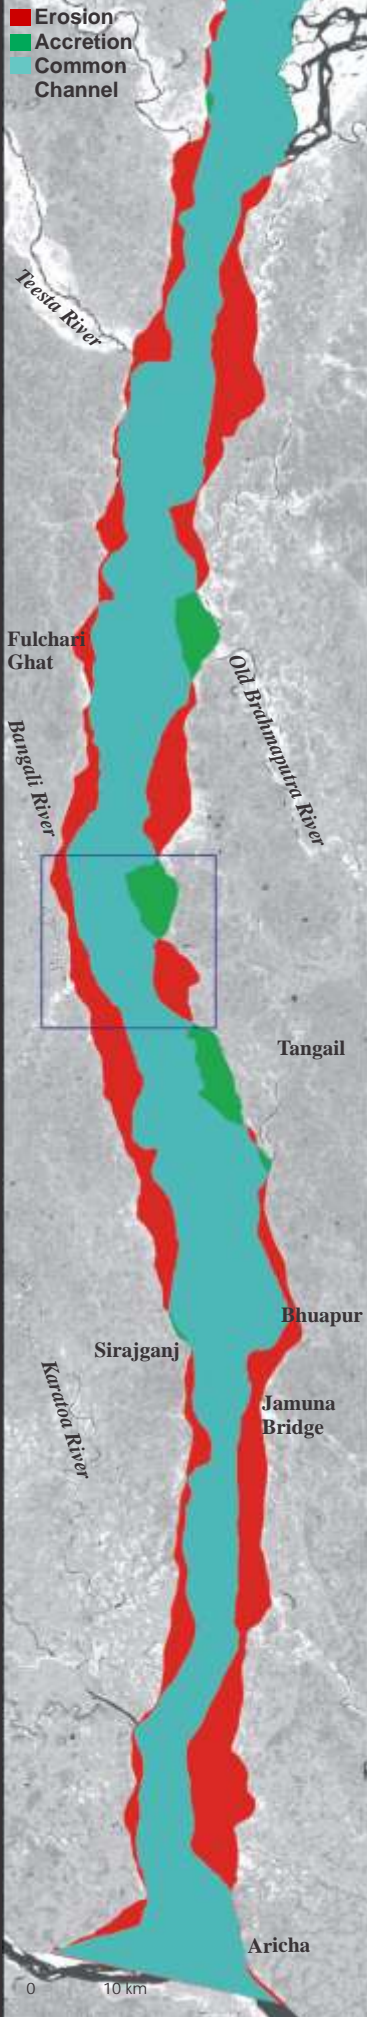 Erosion
Accretion
Common
Channel
Teesta River
Fulchari
Ghat
Old Brahmaputra River
Bangali River
Tangail
Bhuapur
Sirajganj
Karatoa River
Jamuna
Bridge
Aricha
0 10 km